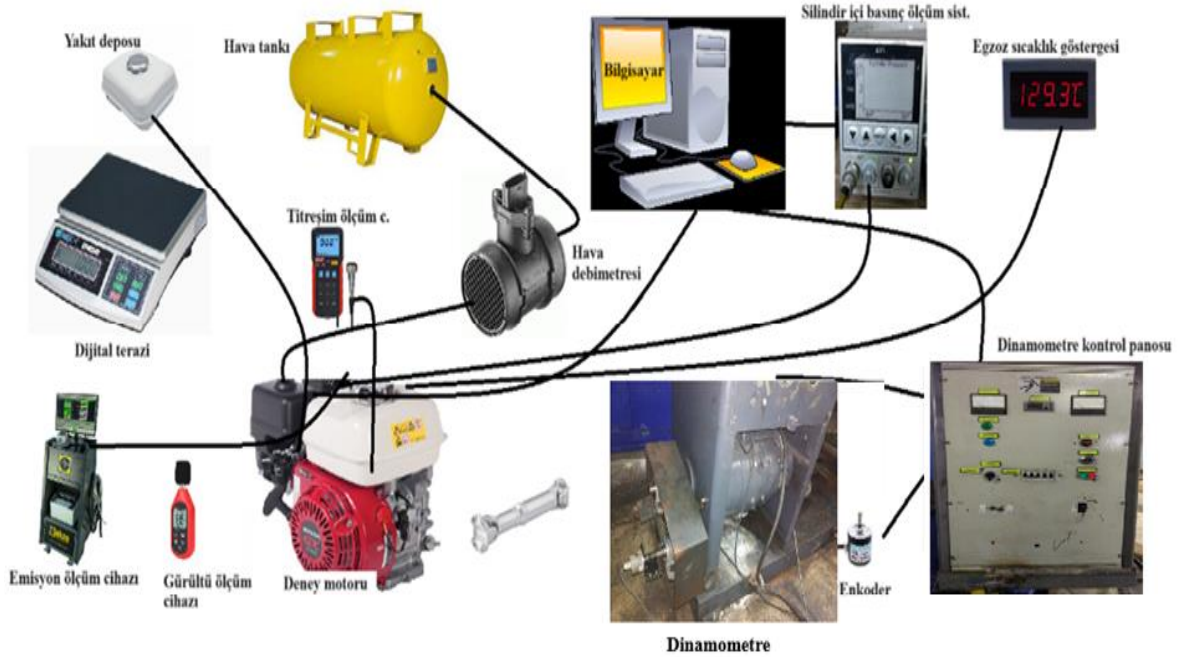 Silindir içi basınç ölçüm sist.
Yakıt deposu
Hava tankı
Egzoz sıcaklık göstergesi
Bilgisayar
129.3C
Titreşim ölçüm c.
Hava
debimetresi
Dijital terazi
Dinamometre kontrol panosu
Emisyon ölçüm cihazı
Gürültü ölçüm
cihazı
Deney motoru
Enkoder
Dinamometre